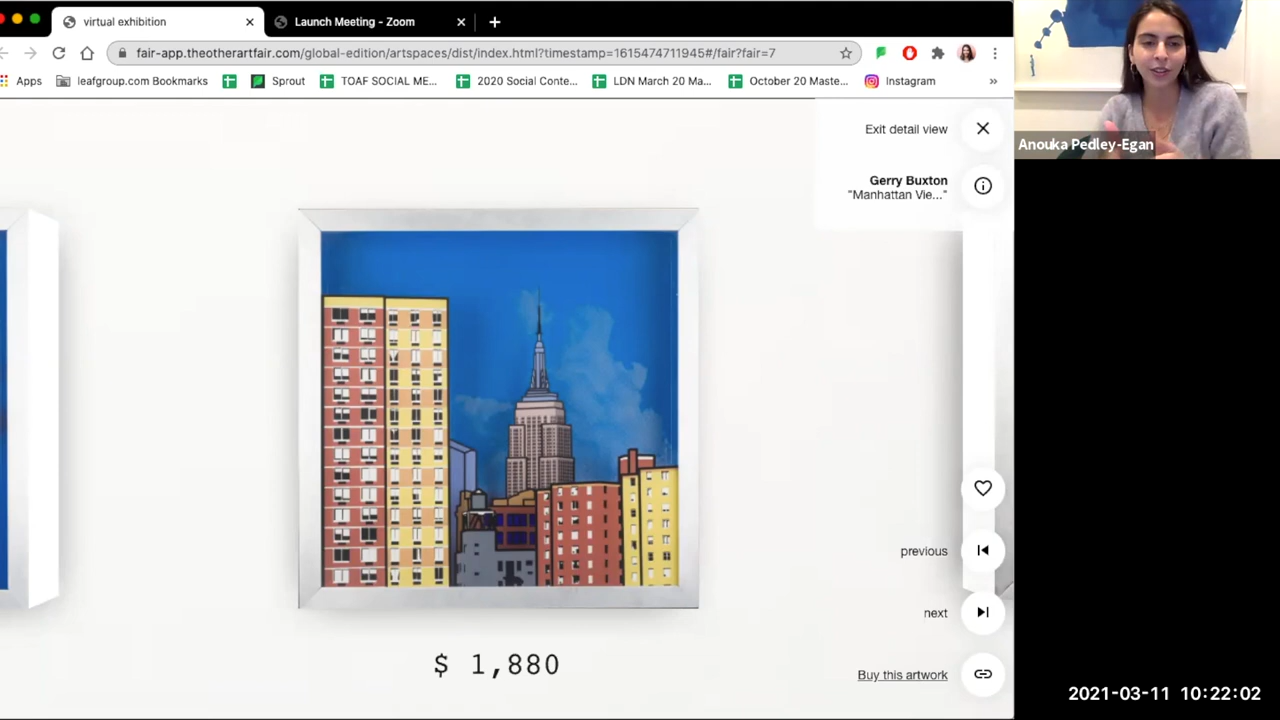 virtual exhibition
Launch Meeting - Zoom
fair-app.theotherartfair.com/global-edition/artspaces/dist/index.html?timestamp=1615474711945#/fair?fair=7
Apps
leafgroup.com Bookmarks
Sprout
TOAF SOCIAL ME...
2020 Social Conte...
LDN March 20 Ma...
October 20 Maste...
Instagram
»
Exit detail view
Gerry Buxton
"Manhattan Vie..."
Anouka Pedley-Egan
previous
next
$ 1,880
Buy this artwork
2021-03-11 10:22:02